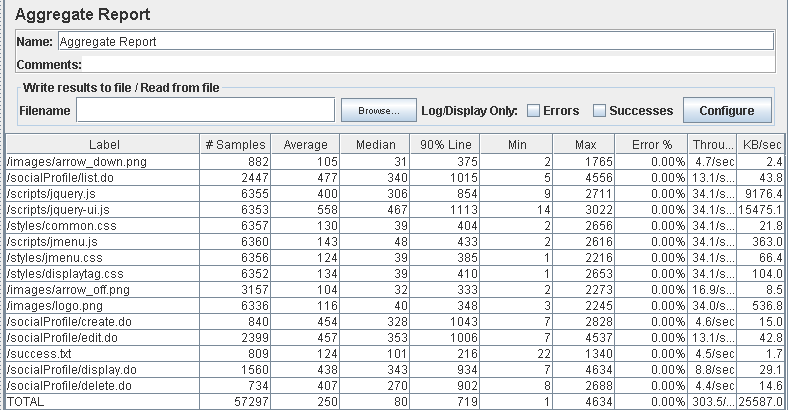 Aggregate Report
Name: Aggregate Report
Comments:
Write results to file / Read from file
Filename Browse... Log/Display Only: Errors Successes Configure
Label # Samples Average Median 90% Line Min Max Error % Throu... KB/sec
/images/arrow_down.png 882 105 31 375 2 1765 0.00% 4.7/sec 2.4
/socialProfile/list.do 2447 477 340 1015 5 4556 0.00% 13.1/s... 43.8
/scripts/jquery.js 6355 400 306 854 9 2711 0.00% 34.1/s... 9176.4
/scripts/jquery-ui.js 6353 558 467 1113 14 3022 0.00% 34.1/s... 15475.1
/styles/common.css 6357 130 39 404 2 2656 0.00% 34.1/s... 21.8
/scripts/jmenu.js 6360 143 48 433 2 2616 0.00% 34.1/s... 363.0
/styles/jmenu.css 6356 124 39 385 1 2216 0.00% 34.1/s... 66.4
/styles/displaytag.css 6352 134 39 410 1 2653 0.00% 34.1/s... 104.0
/images/arrow_off.png 3157 104 32 333 2 2273 0.00% 16.9/s... 8.5
/images/logo.png 6336 116 40 348 3 2245 0.00% 34.0/s... 536.8
/socialProfile/create.do 840 454 328 1043 7 2828 0.00% 4.6/sec 15.0
/socialProfile/edit.do 2399 457 353 1006 7 4537 0.00% 13.1/s... 42.8
/success.txt 809 124 101 216 22 1340 0.00% 4.5/sec 1.7
/socialProfile/display.do 1560 438 343 934 7 4634 0.00% 8.8/sec 29.1
/socialProfile/delete.do 734 407 270 902 8 2688 0.00% 4.4/sec 14.6
TOTAL 57297 250 80 719 1 4634 0.00% 303.5/... 25587.0